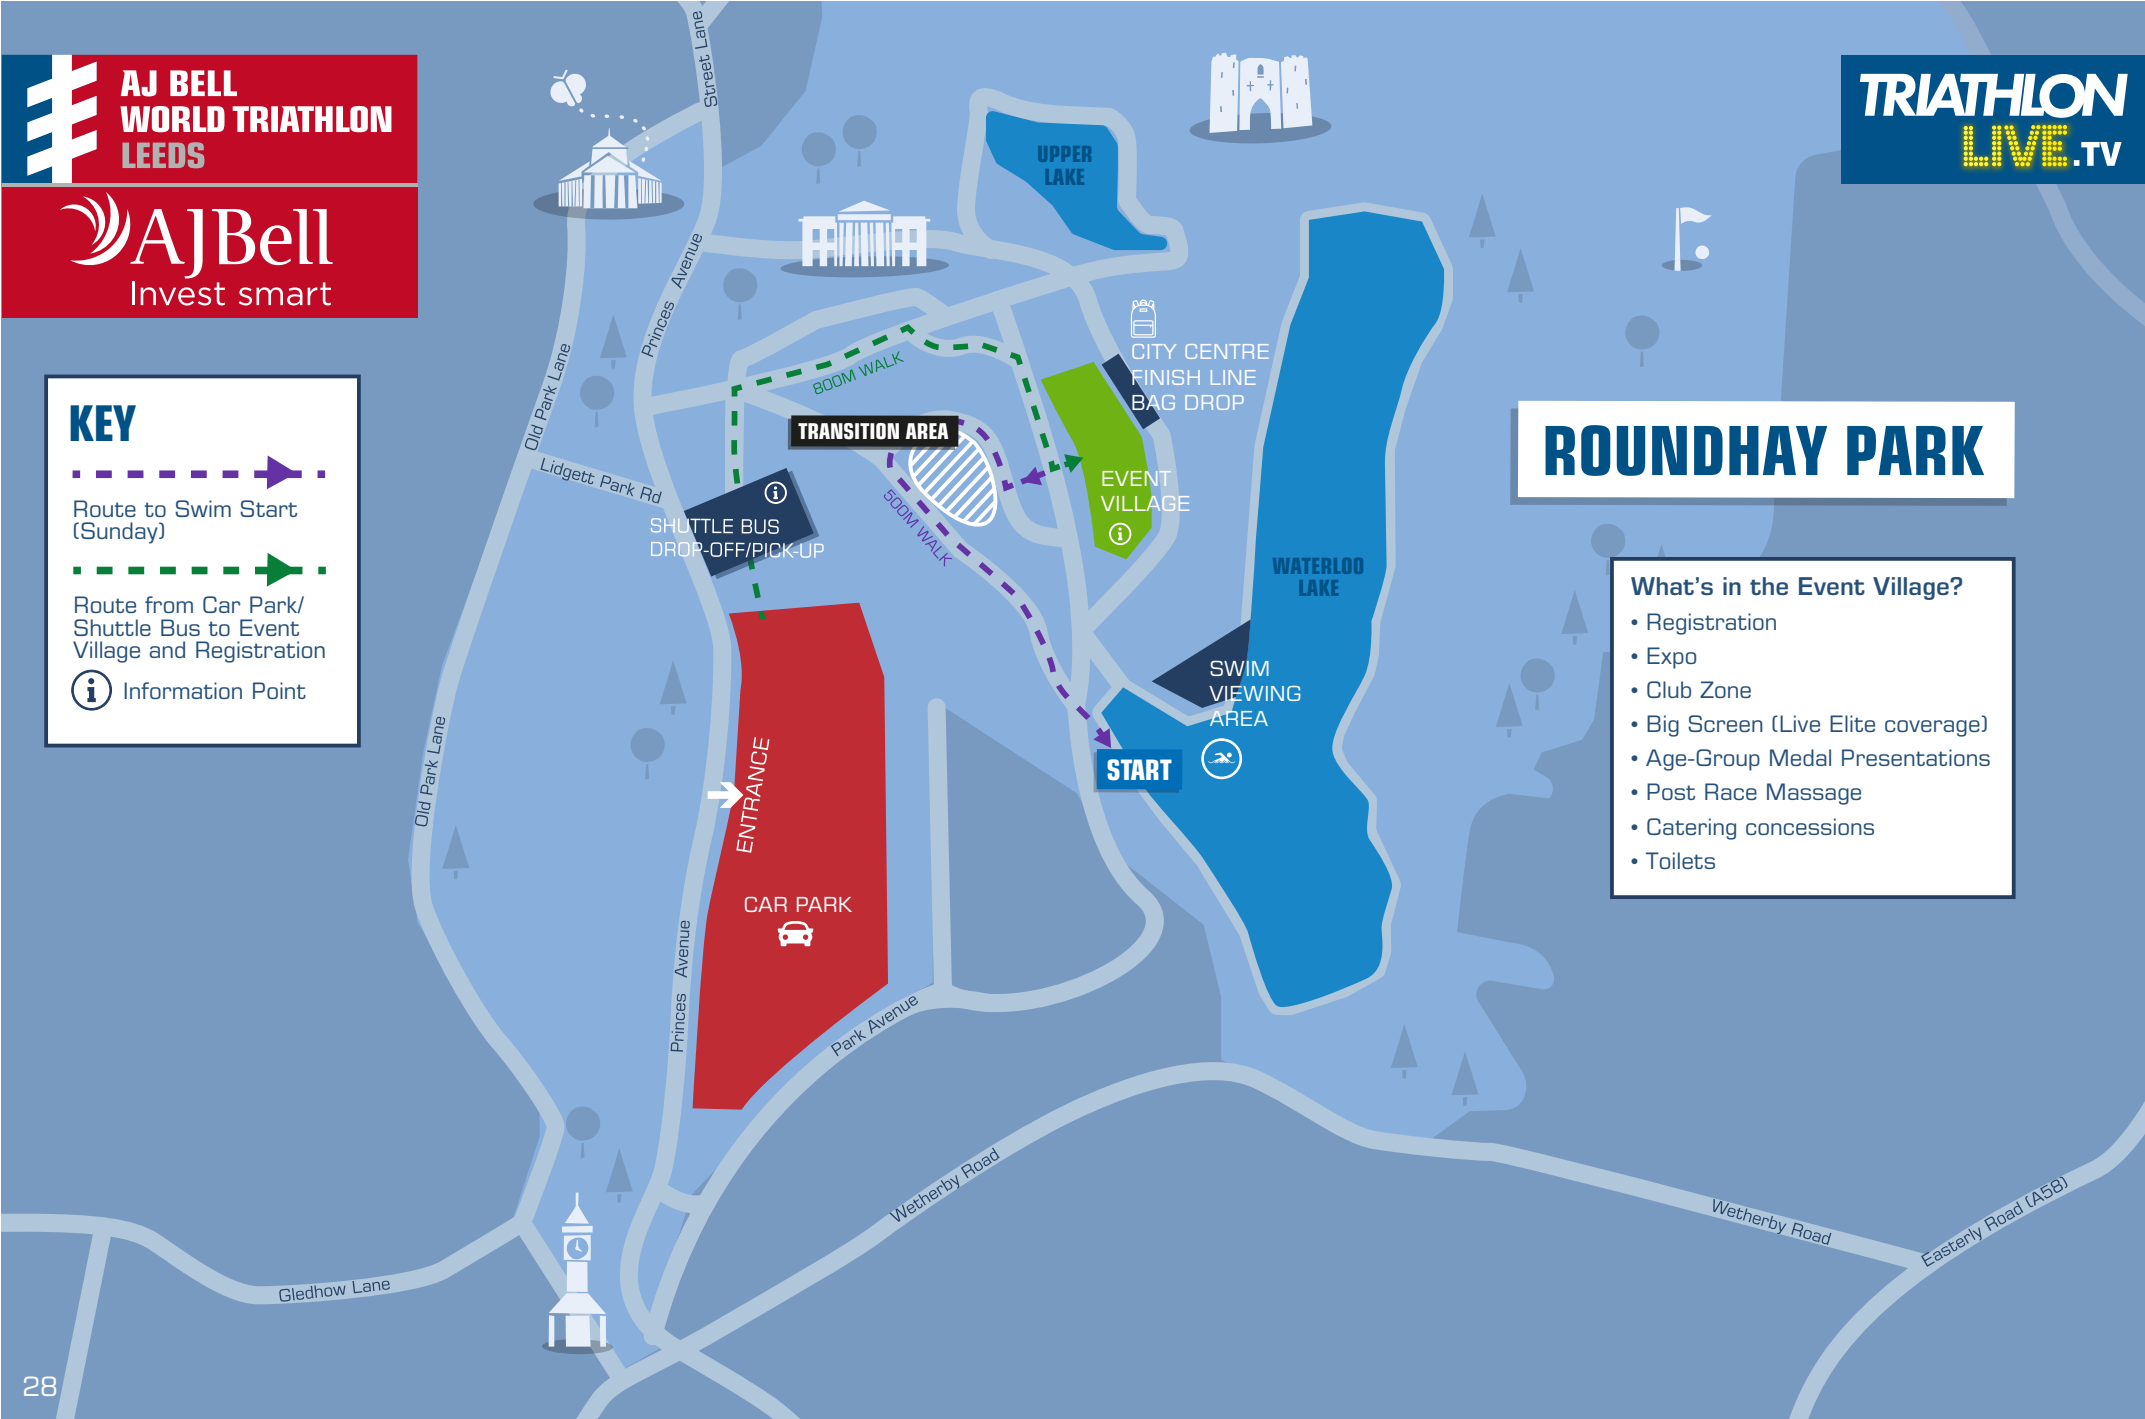 AJ BELL
WORLD TRIATHLON
LEEDS
AJBell
Invest smart
TRIATHLON
LIVE.TV
KEY
Route to Swim Start
(Sunday)
Route from Car Park/
Shuttle Bus to Event
Village and Registration
i Information Point
Street Lane
Princes Avenue
Old Park Lane
Lidgett Park Rd
UPPER
LAKE
CITY CENTRE
FINISH LINE
BAG DROP
800M WALK
TRANSITION AREA
500M WALK
EVENT
VILLAGE
i
i
SHUTTLE BUS
DROP-OFF/PICK-UP
WATERLOO
LAKE
SWIM
VIEWING
AREA
START
ENTRANCE
CAR PARK
Old Park Lane
Princes Avenue
Park Avenue
Wetherby Road
Wetherby Road
Easterly Road (A58)
Gledhow Lane
ROUNDHAY PARK
What's in the Event Village?
• Registration
• Expo
• Club Zone
• Big Screen (Live Elite coverage)
• Age-Group Medal Presentations
• Post Race Massage
• Catering concessions
• Toilets
28